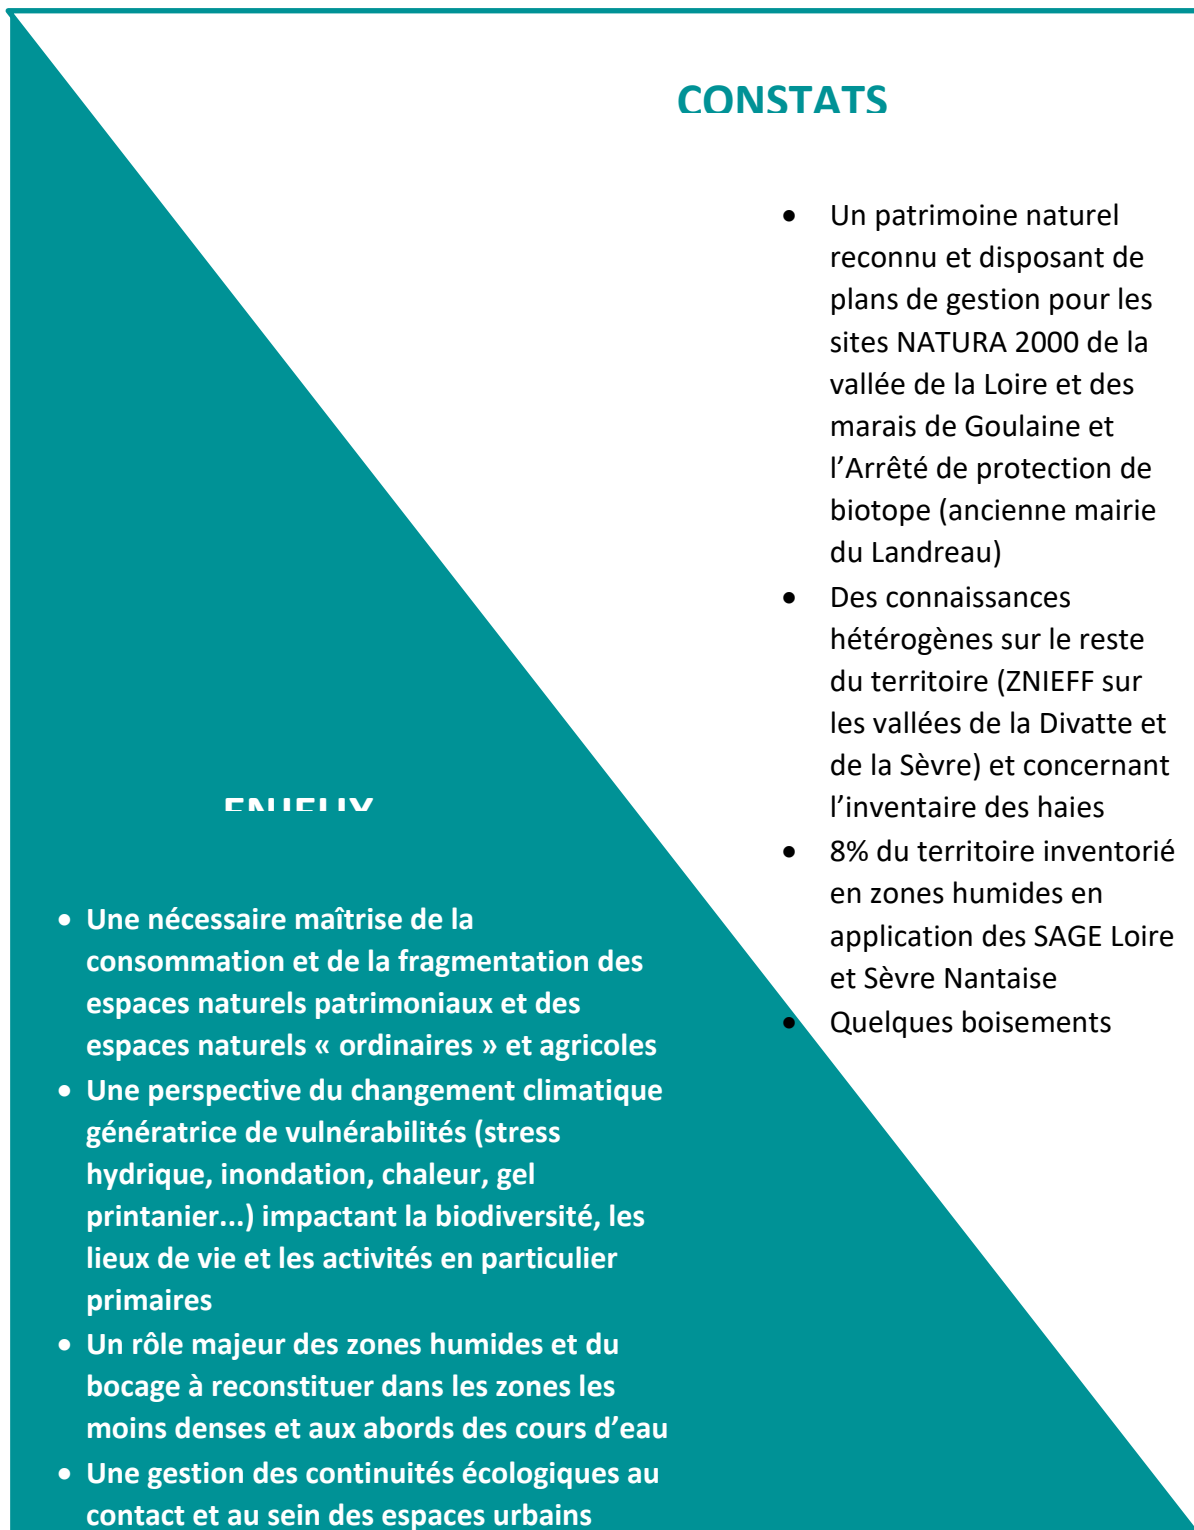 CONSTATS
• Un patrimoine naturel
reconnu et disposant de
plans de gestion pour les
sites NATURA 2000 de la
vallée de la Loire et des
marais de Goulaine et
l’Arrêté de protection de
biotope (ancienne mairie
du Landreau)
• Des connaissances
hétérogènes sur le reste
du territoire (ZNIEFF sur
les vallées de la Divatte et
de la Sèvre) et concernant
l’inventaire des haies
• 8% du territoire inventorié
en zones humides en
application des SAGE Loire
et Sèvre Nantaise
• Quelques boisements
ENJEUX
• Une nécessaire maîtrise de la
consommation et de la fragmentation des
espaces naturels patrimoniaux et des
espaces naturels « ordinaires » et agricoles
• Une perspective du changement climatique
génératrice de vulnérabilités (stress
hydrique, inondation, chaleur, gel
printanier...) impactant la biodiversité, les
lieux de vie et les activités en particulier
primaires
• Un rôle majeur des zones humides et du
bocage à reconstituer dans les zones les
moins denses et aux abords des cours d’eau
• Une gestion des continuités écologiques au
contact et au sein des espaces urbains